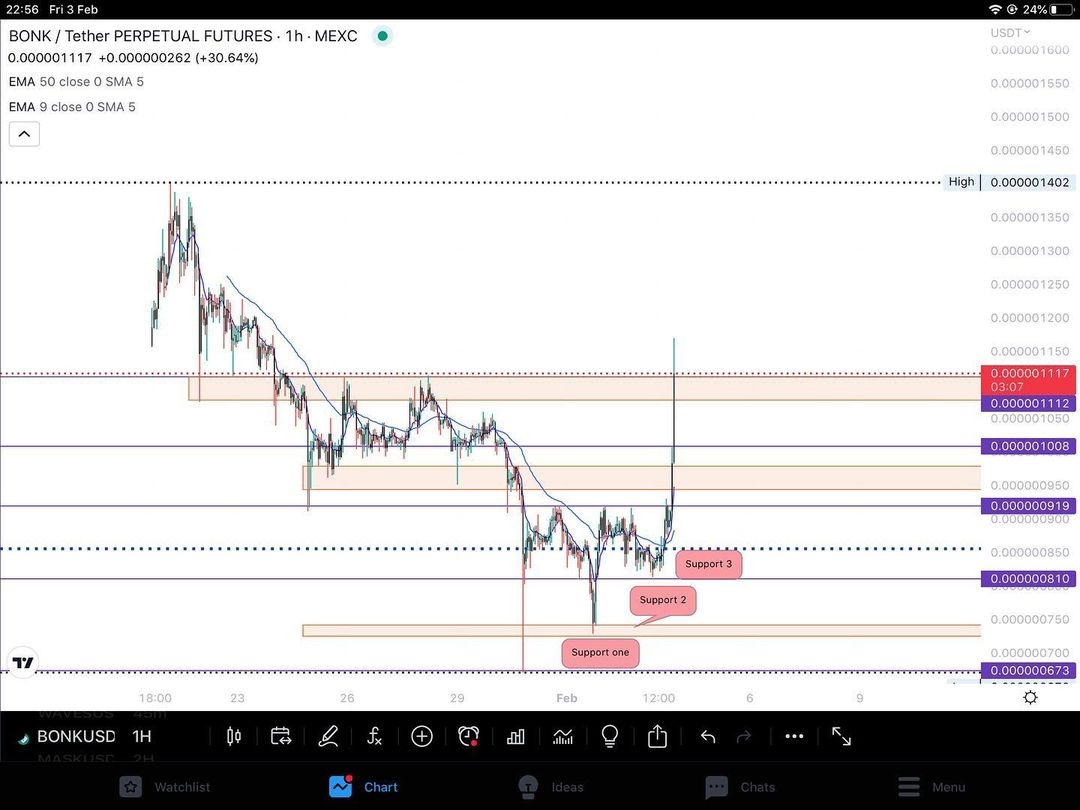 22:56 Fri 3 Feb
24%
BONK / Tether PERPETUAL FUTURES · 1h · MEXC
USDT
0.000001117 +0.000000262 (+30.64%)
0.000001600
EMA 50 close 0 SMA 5
0.000001550
EMA 9 close 0 SMA 5
0.000001500
0.000001450
High 0.000001402
0.000001350
0.000001300
0.000001250
0.000001200
0.000001150
0.000001117
03:07
0.000001112
0.000001050
0.000001008
0.000000950
0.000000919
0.000000900
0.000000850
Support 3
0.000000810
Support 2
0.000000750
Support one
0.000000700
0.000000673
18:00 23 26 29 Feb 12:00 6 9
WAVESUS 45m
BONKUSD 1H
MASKUSD 2H
Watchlist Chart Ideas Chats Menu